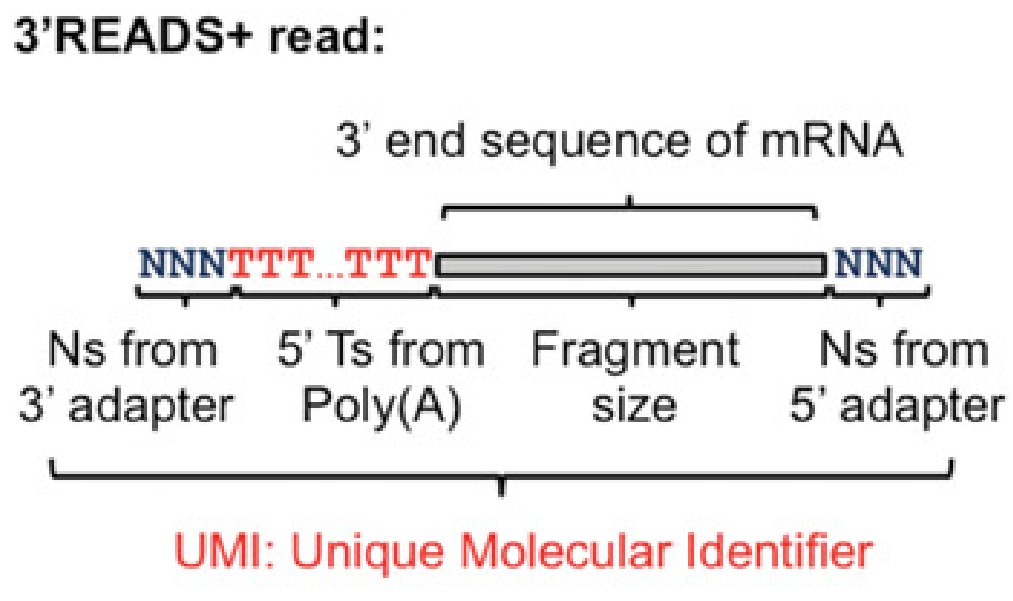 3’READS+ read:
3’ end sequence of mRNA
NNNTTT...TTT NNN
Ns from 5’ Ts from Fragment Ns from
3’ adapter Poly(A) size 5’ adapter
UMI: Unique Molecular Identifier